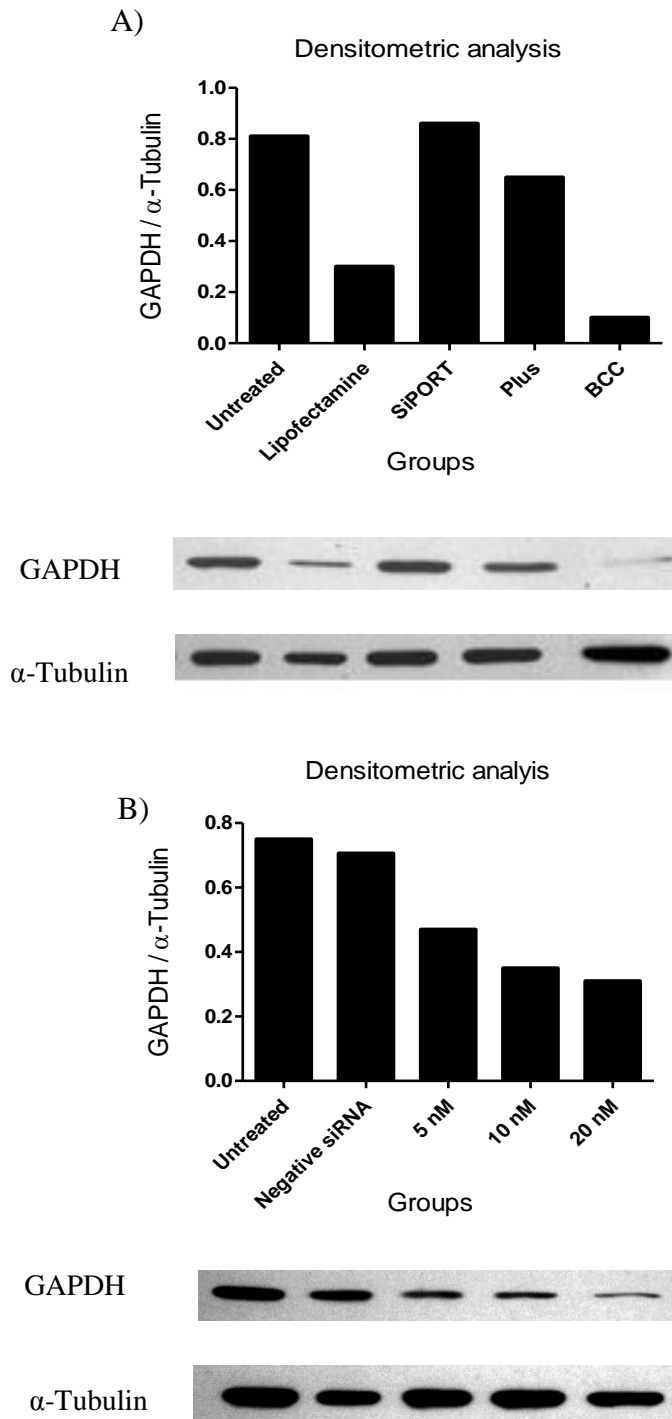 A)
Densitometric analysis
GAPDH / α-Tubulin
1.0
0.8
0.6
0.4
0.2
0.0
Untreated
Lipofectamine
SiPORT
Plus
BCC
Groups
GAPDH
α-Tubulin
Densitometric analyis
B)
GAPDH / α-Tubulin
0.8
0.6
0.4
0.2
0.0
Untreated
Negative siRNA
5 nM
10 nM
20 nM
Groups
GAPDH
α-Tubulin